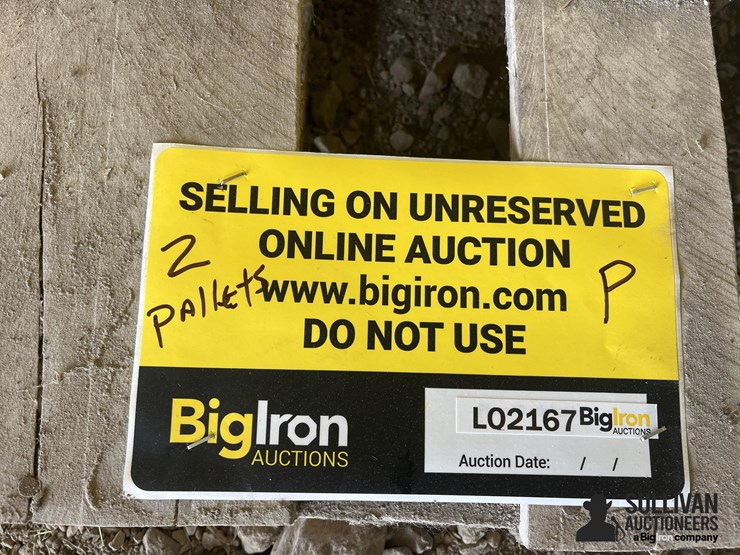 SELLING ON UNRESERVED
ONLINE AUCTION
www.bigiron.com
DO NOT USE
2
PAllets
P
BigIron
AUCTIONS
LO2167 BigIron
AUCTIONS
Auction Date: / /
SULLIVAN
AUCTIONEERS
a BigIron company